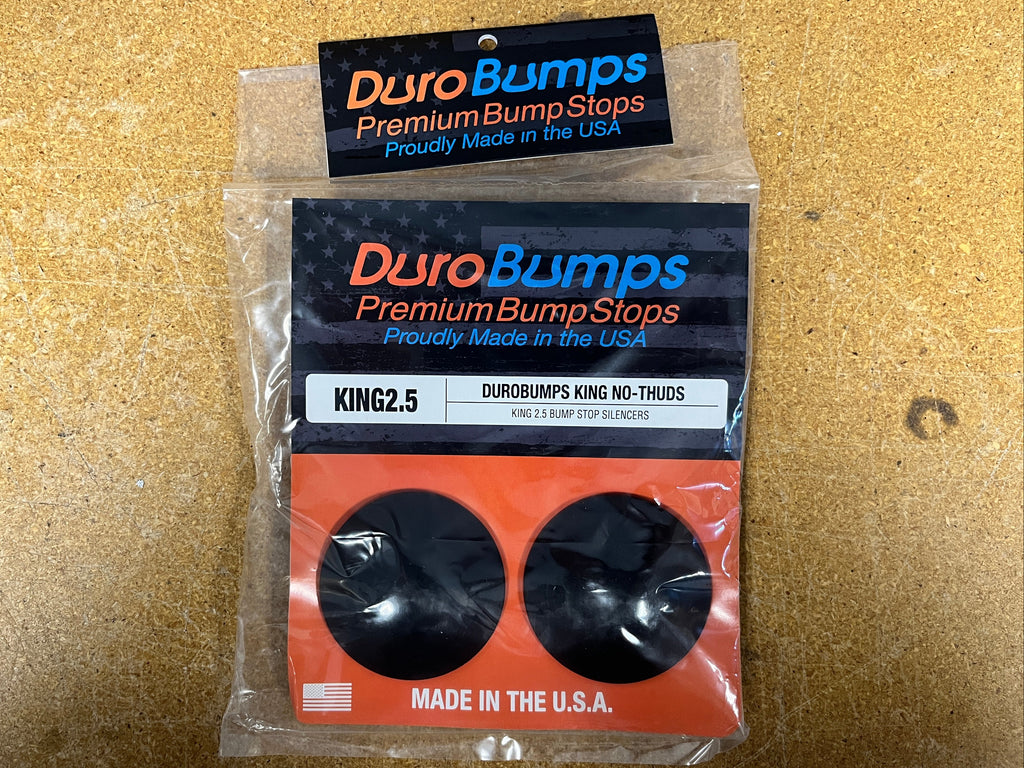 DuroBumps
Premium Bump Stops
Proudly Made in the USA
DuroBumps
Premium Bump Stops
Proudly Made in the USA
KING2.5
DUROBUMPS KING NO-THUDS
KING 2.5 BUMP STOP SILENCERS
MADE IN THE U.S.A.